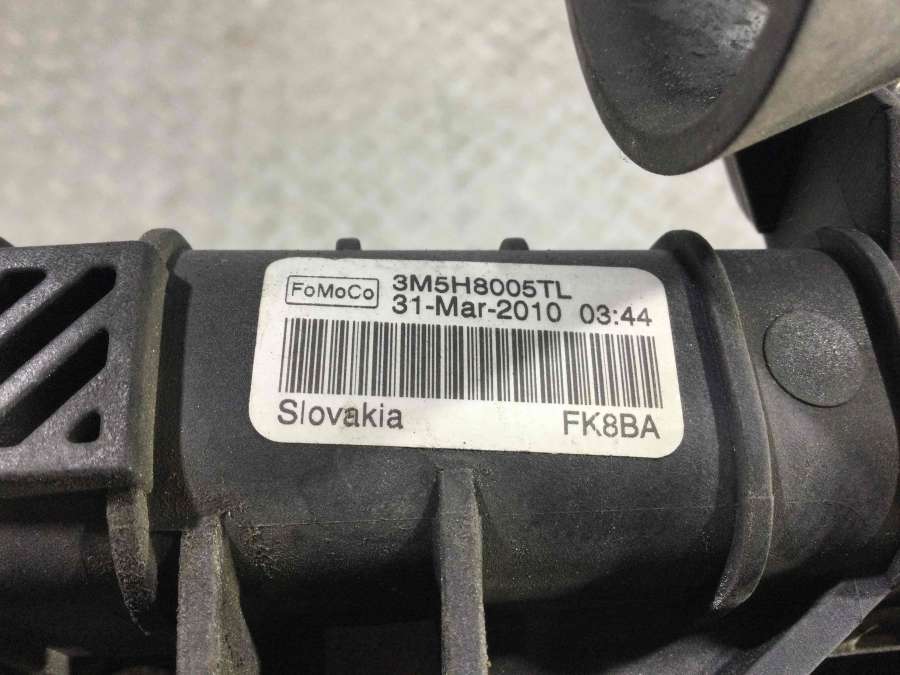 FoMoCo 3M5H8005TL
31-Mar-2010 03:44
Slovakia FK8BA